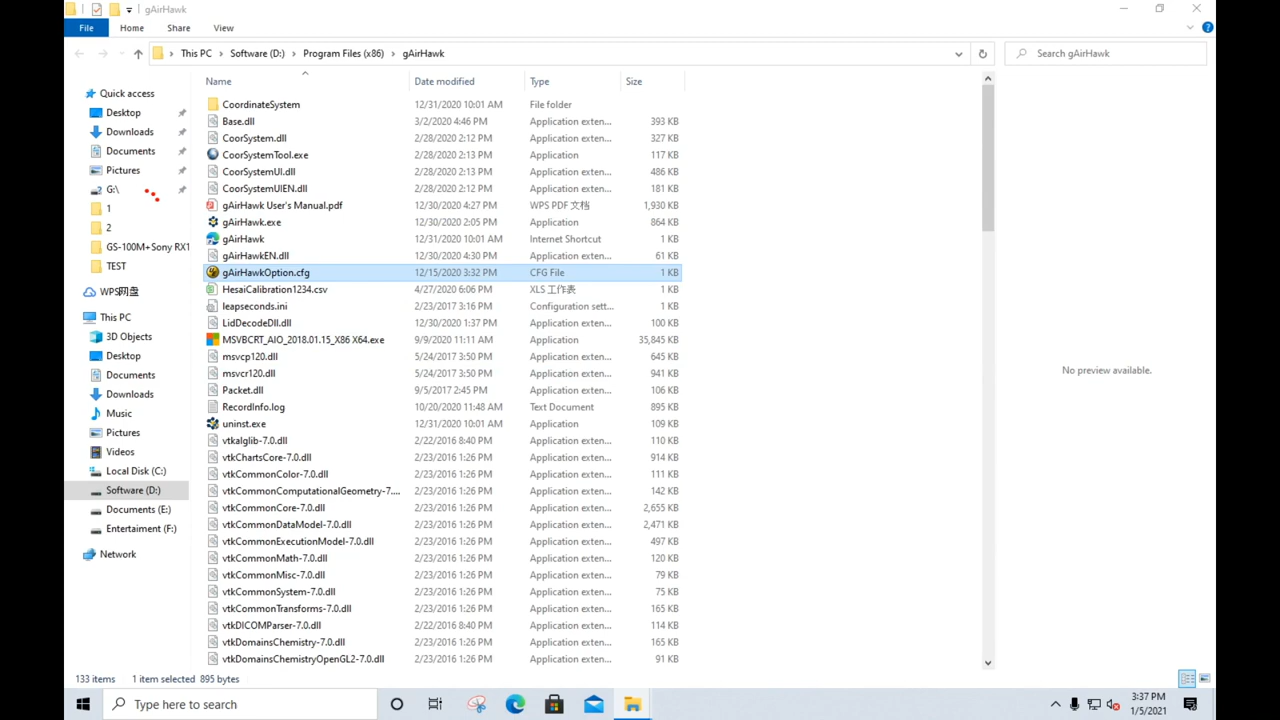 gAirHawk
File Home Share View
This PC Software (D:) Program Files (x86) gAirHawk Search gAirHawk
Name Date modified Type Size
Quick access
Desktop
Downloads
Documents
Pictures
G:\
1
2
GS-100M+Sony RX1
TEST
WPS网盘
This PC
3D Objects
Desktop
Documents
Downloads
Music
Pictures
Videos
Local Disk (C:)
Software (D:)
Documents (E:)
Entertaiment (F:)
Network
CoordinateSystem 12/31/2020 10:01 AM File folder
Base.dll 3/2/2020 4:46 PM Application exten... 393 KB
CoorSystem.dll 2/28/2020 2:12 PM Application exten... 327 KB
CoorSystemTool.exe 2/28/2020 2:13 PM Application 117 KB
CoorSystemUI.dll 2/28/2020 2:13 PM Application exten... 486 KB
CoorSystemUIEN.dll 2/28/2020 2:13 PM Application exten... 181 KB
gAirHawk User's Manual.pdf 12/30/2020 4:27 PM WPS PDF 文档 1,930 KB
gAirHawk.exe 12/30/2020 2:05 PM Application 864 KB
gAirHawk 12/31/2020 10:01 AM Internet Shortcut 1 KB
gAirHawkEN.dll 12/30/2020 4:30 PM Application exten... 61 KB
gAirHawkOption.cfg 12/15/2020 3:32 PM CFG File 1 KB
HesaiCalibration1234.csv 4/27/2020 6:06 PM XLS 工作表 1 KB
leapseconds.ini 2/23/2017 3:16 PM Configuration sett... 1 KB
LidDecodeDll.dll 12/30/2020 1:37 PM Application exten... 100 KB
MSVBCRT_AIO_2018.01.15_X86 X64.exe 9/9/2020 11:11 AM Application 35,845 KB
msvcp120.dll 5/24/2017 3:50 PM Application exten... 645 KB
msvcr120.dll 5/24/2017 3:50 PM Application exten... 941 KB
Packet.dll 9/5/2017 2:45 PM Application exten... 106 KB
RecordInfo.log 10/20/2020 11:48 AM Text Document 895 KB
uninst.exe 12/31/2020 10:01 AM Application 109 KB
vtkalglib-7.0.dll 2/22/2016 8:40 PM Application exten... 110 KB
vtkChartsCore-7.0.dll 2/23/2016 1:26 PM Application exten... 914 KB
vtkCommonColor-7.0.dll 2/23/2016 1:26 PM Application exten... 111 KB
vtkCommonComputationalGeometry-7.... 2/23/2016 1:26 PM Application exten... 142 KB
vtkCommonCore-7.0.dll 2/23/2016 1:26 PM Application exten... 2,655 KB
vtkCommonDataModel-7.0.dll 2/23/2016 1:26 PM Application exten... 2,471 KB
vtkCommonExecutionModel-7.0.dll 2/23/2016 1:26 PM Application exten... 497 KB
vtkCommonMath-7.0.dll 2/23/2016 1:26 PM Application exten... 120 KB
vtkCommonMisc-7.0.dll 2/23/2016 1:26 PM Application exten... 79 KB
vtkCommonSystem-7.0.dll 2/23/2016 1:26 PM Application exten... 75 KB
vtkCommonTransforms-7.0.dll 2/23/2016 1:26 PM Application exten... 165 KB
vtkDICOMParser-7.0.dll 2/22/2016 8:40 PM Application exten... 114 KB
vtkDomainsChemistry-7.0.dll 2/23/2016 1:26 PM Application exten... 165 KB
vtkDomainsChemistryOpenGL2-7.0.dll 2/23/2016 1:26 PM Application exten... 91 KB
No preview available.
133 items 1 item selected 895 bytes
Type here to search
3:37 PM
1/5/2021